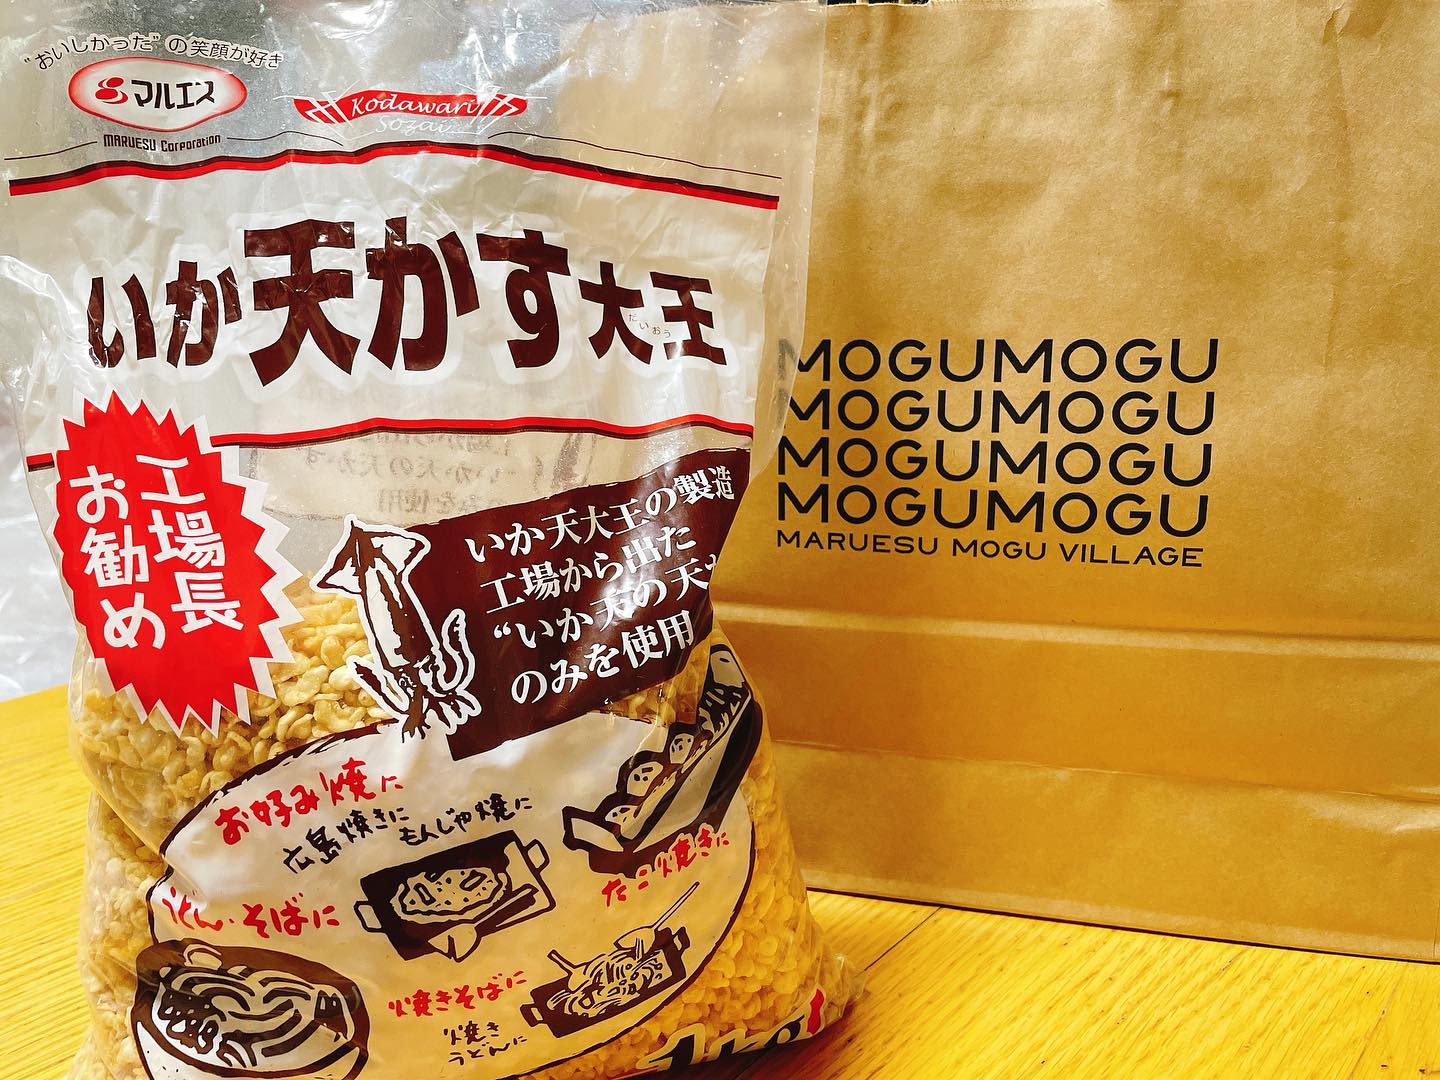 "おいしかった"の笑顔が好き
マルエス
MARUESU Corporation
Kodawari
Sozai
いか天かす大王
だいおう
工場長
お勧め
いか天大王の製造
工場から出た
"いか天の天
のみを使用
お好み焼に
広島焼きに
もんじゃ焼に
たこ焼きに
うどん・そばに
焼きそばに
焼き
うどんに
MOGUMOGU
MOGUMOGU
MOGUMOGU
MOGUMOGU
MARUESU MOGU VILLAGE